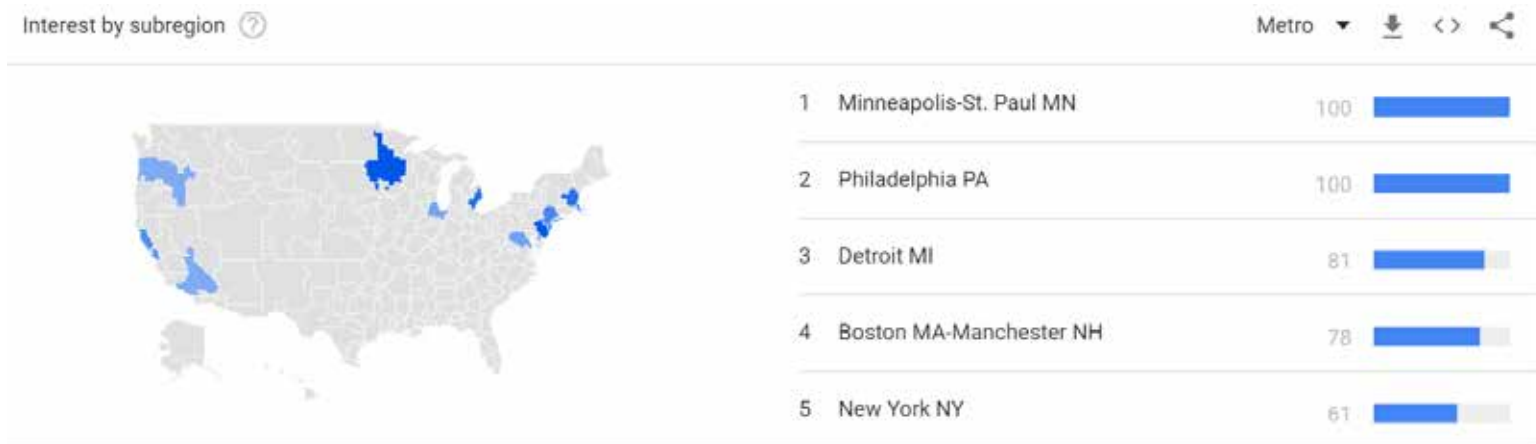 Interest by subregion ?
Metro
1 Minneapolis-St. Paul MN 100
2 Philadelphia PA 100
3 Detroit MI 81
4 Boston MA-Manchester NH 78
5 New York NY 61